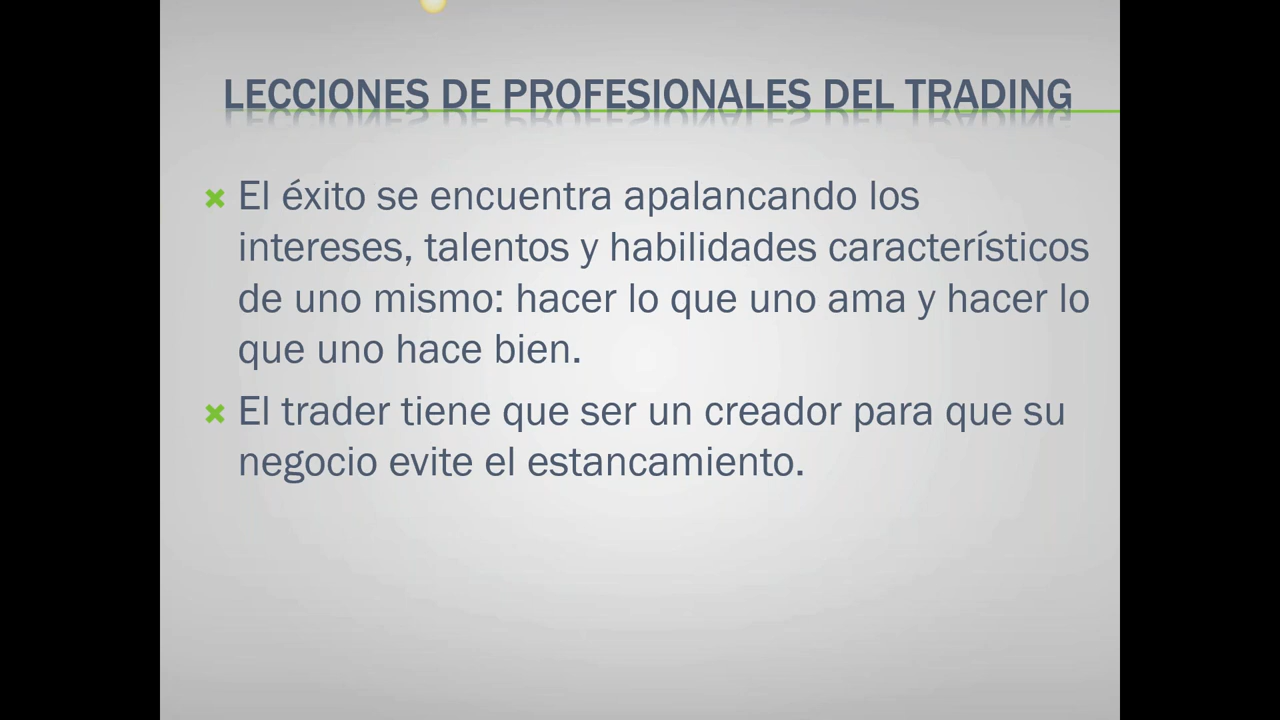 LECCIONES DE PROFESIONALES DEL TRADING
El éxito se encuentra apalancando los
intereses, talentos y habilidades característicos
de uno mismo: hacer lo que uno ama y hacer lo
que uno hace bien.
El trader tiene que ser un creador para que su
negocio evite el estancamiento.